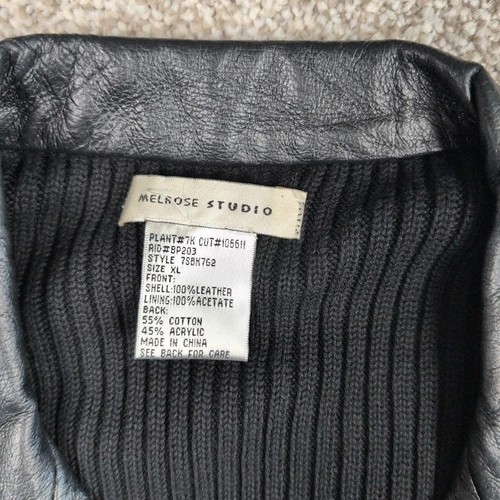 MELROSE STUDIO
PLANT#7K CUT#106611
RID#BP203
STYLE 7SBK762
SIZE XL
FRONT:
SHELL:100%LEATHER
LINING:100%ACETATE
BACK:
55% COTTON
45% ACRYLIC
MADE IN CHINA
SEE BACK FOR CARE